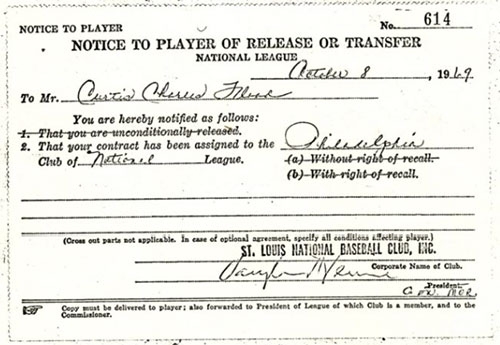 NOTICE TO PLAYER No. 614
NOTICE TO PLAYER OF RELEASE OR TRANSFER
NATIONAL LEAGUE
October 8, 1969
To Mr. Curtis Charles Flood
You are hereby notified as follows:
1. That you are unconditionally released.
2. That your contract has been assigned to the Philadelphia
Club of National League. (a) Without right of recall.
(b) With right of recall.
(Cross out parts not applicable. In case of optional agreement, specify all conditions affecting player.)
ST. LOUIS NATIONAL BASEBALL CLUB, INC.
Corporate Name of Club.
President.
Copy must be delivered to player; also forwarded to President of League of which Club is a member, and to the
Commissioner.